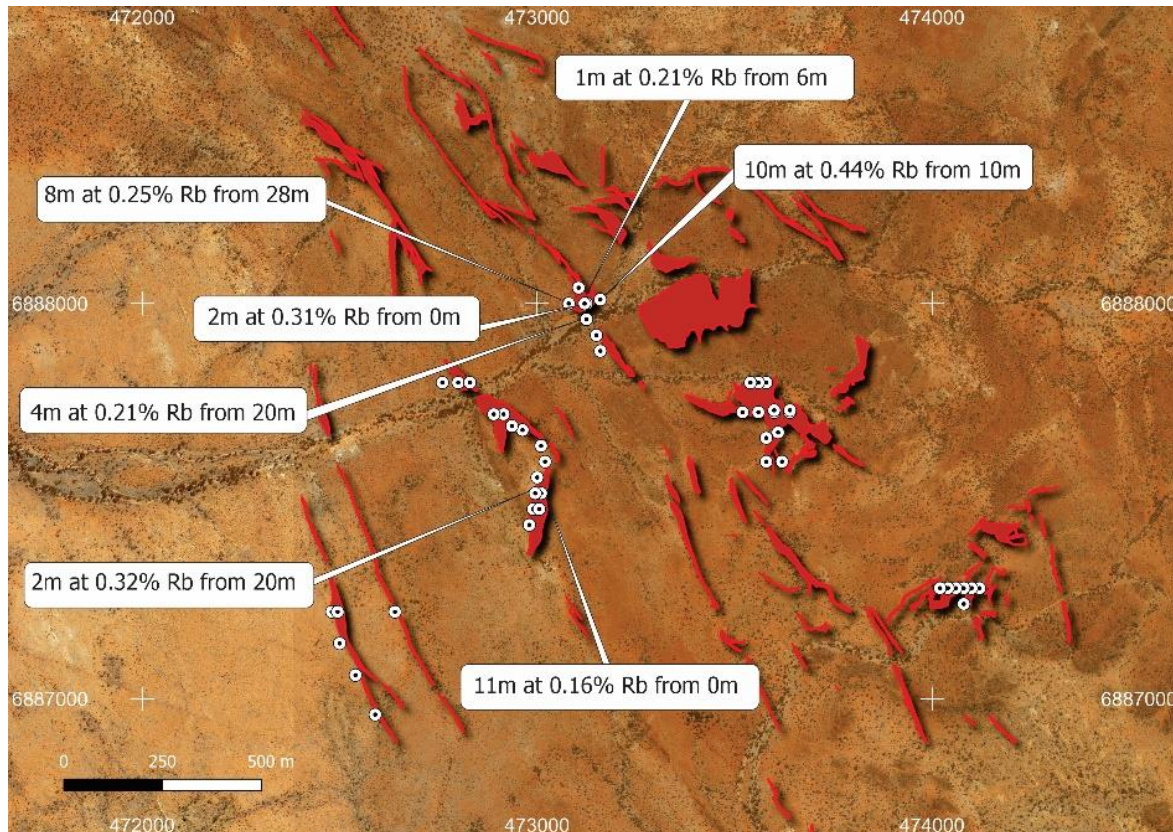 472000
473000
474000
1m at 0.21% Rb from 6m
10m at 0.44% Rb from 10m
8m at 0.25% Rb from 28m
6888000
6888000
2m at 0.31% Rb from 0m
4m at 0.21% Rb from 20m
2m at 0.32% Rb from 20m
11m at 0.16% Rb from 0m
6887000
6887000
0
250
500 m
472000
473000
474000